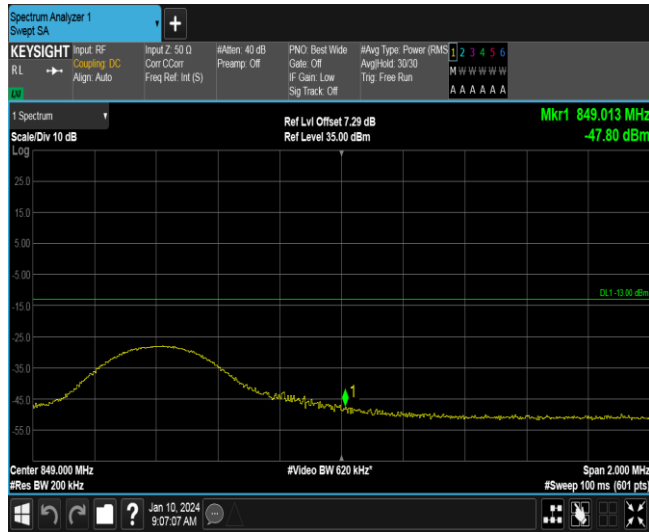 Spectrum Analyzer 1
Swept SA
+
KEYSIGHT
RL
Input: RF
Coupling: DC
Align: Auto
Input Z: 50 Ω
Corr CCorr
Freq Ref: Int (S)
#Atten: 40 dB
Preamp: Off
PNO: Best Wide
Gate: Off
IF Gain: Low
Sig Track: Off
#Avg Type: Power (RMS
Avg|Hold: 30/30
Trig: Free Run
1 2 3 4 5 6
M W W W W W
A A A A A A
1 Spectrum
Scale/Div 10 dB
Log
Ref Lvl Offset 7.29 dB
Ref Level 35.00 dBm
Mkr1 849.013 MHz
-47.80 dBm
25.0
15.0
5.00
-5.00
DL1 -13.00 dBm
-15.0
-25.0
-35.0
-45.0
1
-55.0
Center 849.000 MHz
#Res BW 200 kHz
#Video BW 620 kHz*
Span 2.000 MHz
#Sweep 100 ms (601 pts)
?
Jan 10, 2024
9:07:07 AM